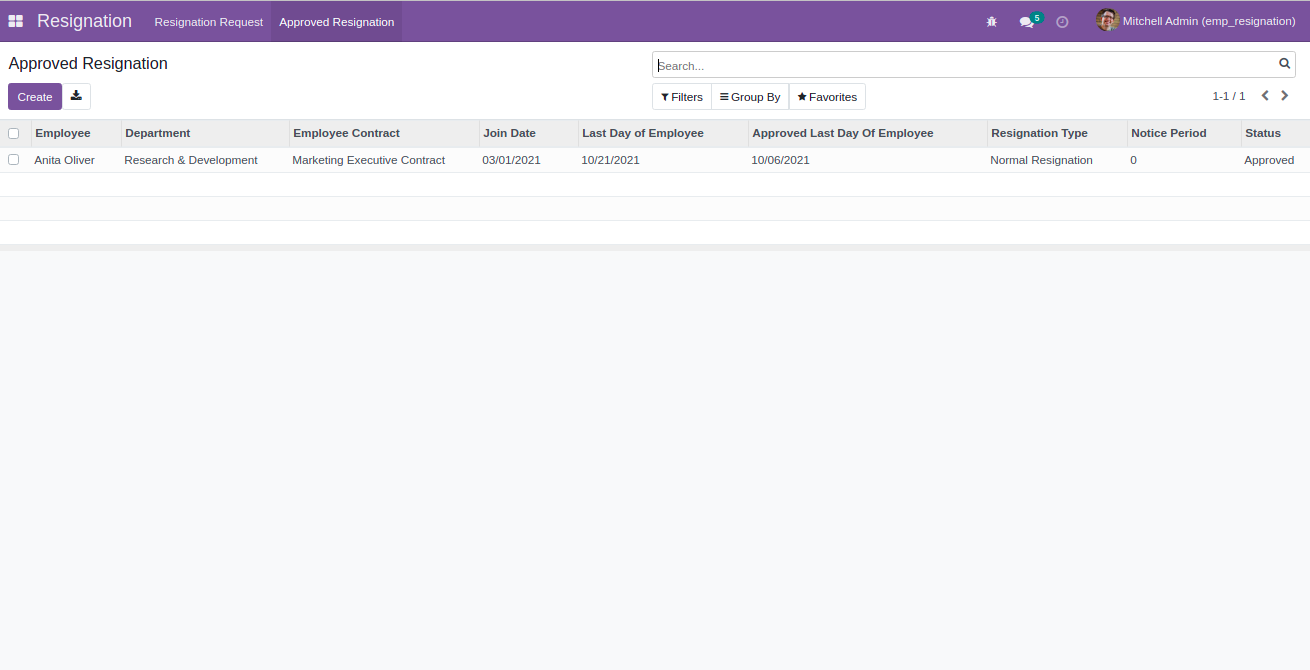 Resignation Resignation Request Approved Resignation 5 Mitchell Admin (emp_resignation)
Approved Resignation Search...
Create Filters Group By Favorites 1-1 / 1
Employee Department Employee Contract Join Date Last Day of Employee Approved Last Day Of Employee Resignation Type Notice Period Status
Anita Oliver Research & Development Marketing Executive Contract 03/01/2021 10/21/2021 10/06/2021 Normal Resignation 0 Approved